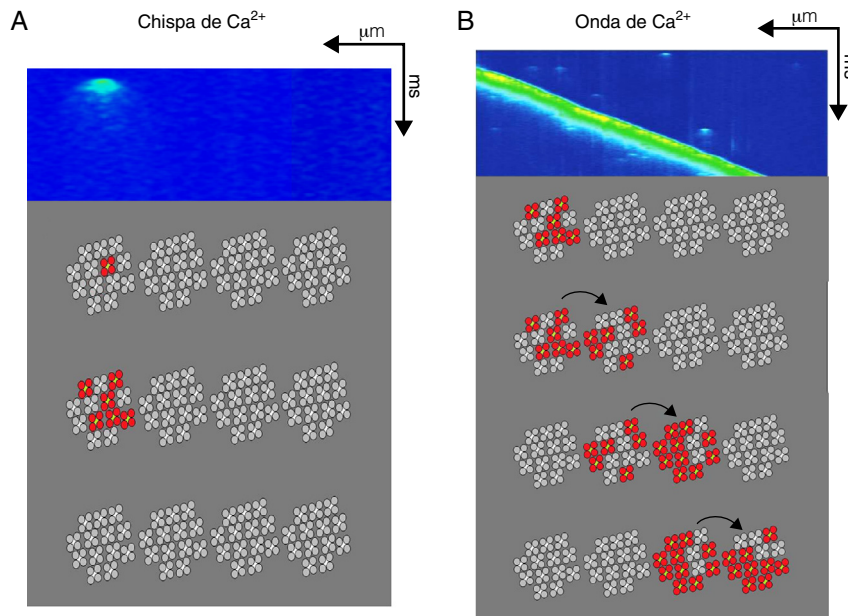 A
Chispa de Ca²⁺
μm
ms
B
Onda de Ca²⁺
μm
ms